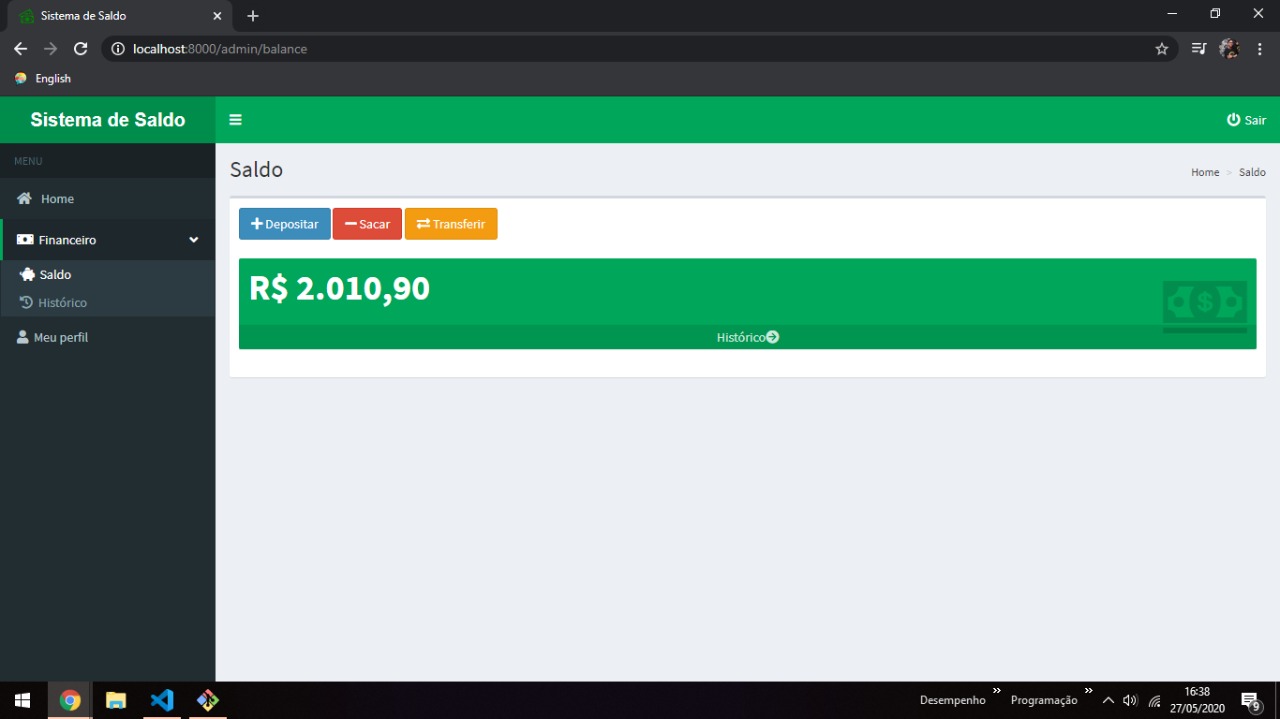 Sistema de Saldo
localhost:8000/admin/balance
English
Sistema de Saldo
Sair
MENU
Home
Financeiro
Saldo
Histórico
Meu perfil
Saldo
Home > Saldo
Depositar
Sacar
Transferir
R$ 2.010,90
$
Histórico
Desempenho » Programação »
16:38
27/05/2020
9